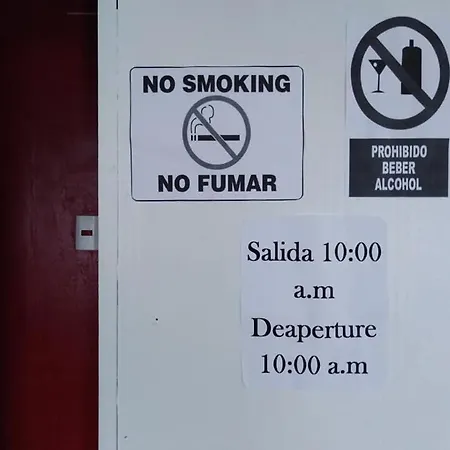 NO SMOKING
NO FUMAR
PROHIBIDO
BEBER
ALCOHOL
Salida 10:00
a.m
Deaperture
10:00 a.m